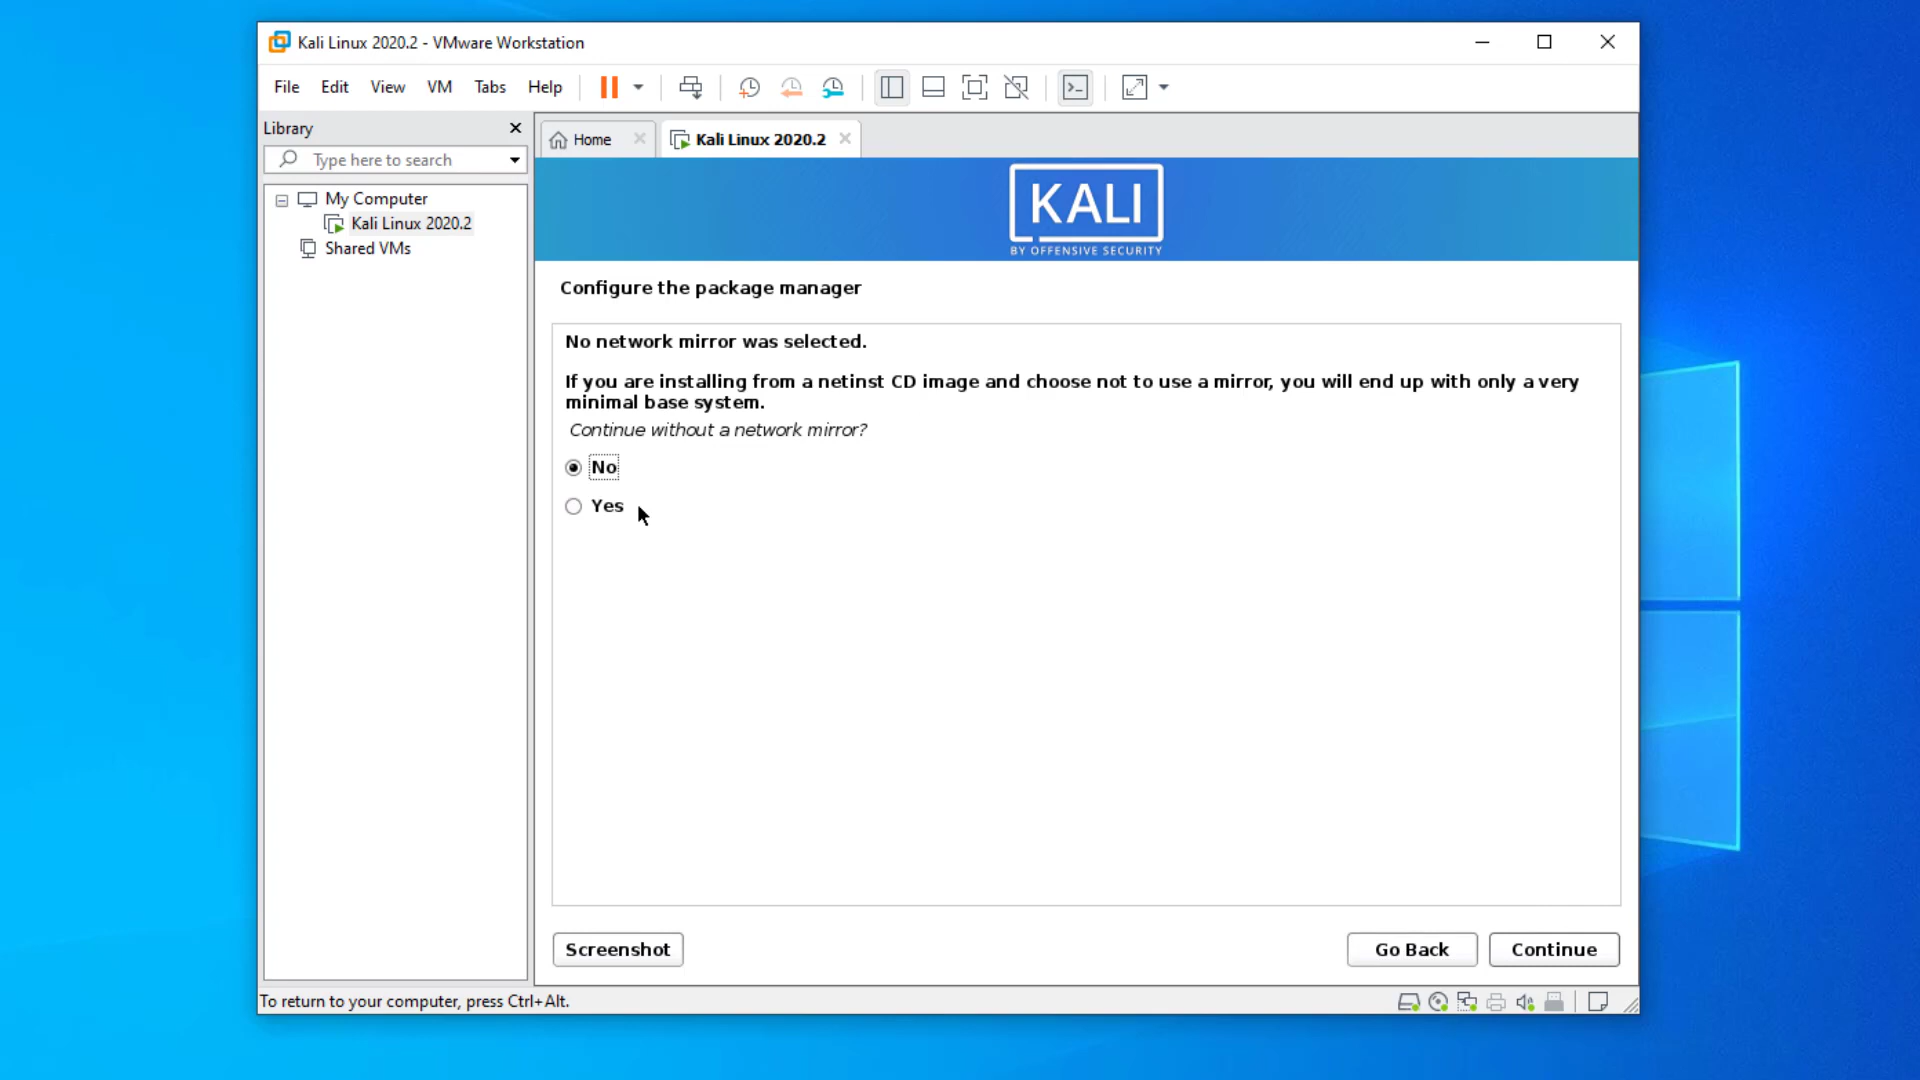 Kali Linux 2020.2 - VMware Workstation
File Edit View VM Tabs Help
Library
Type here to search
My Computer
Kali Linux 2020.2
Shared VMs
Home
Kali Linux 2020.2
KALI
BY OFFENSIVE SECURITY
Configure the package manager
No network mirror was selected.
If you are installing from a netinst CD image and choose not to use a mirror, you will end up with only a very
minimal base system.
Continue without a network mirror?
No
Yes
Screenshot
Go Back
Continue
To return to your computer, press Ctrl+Alt.